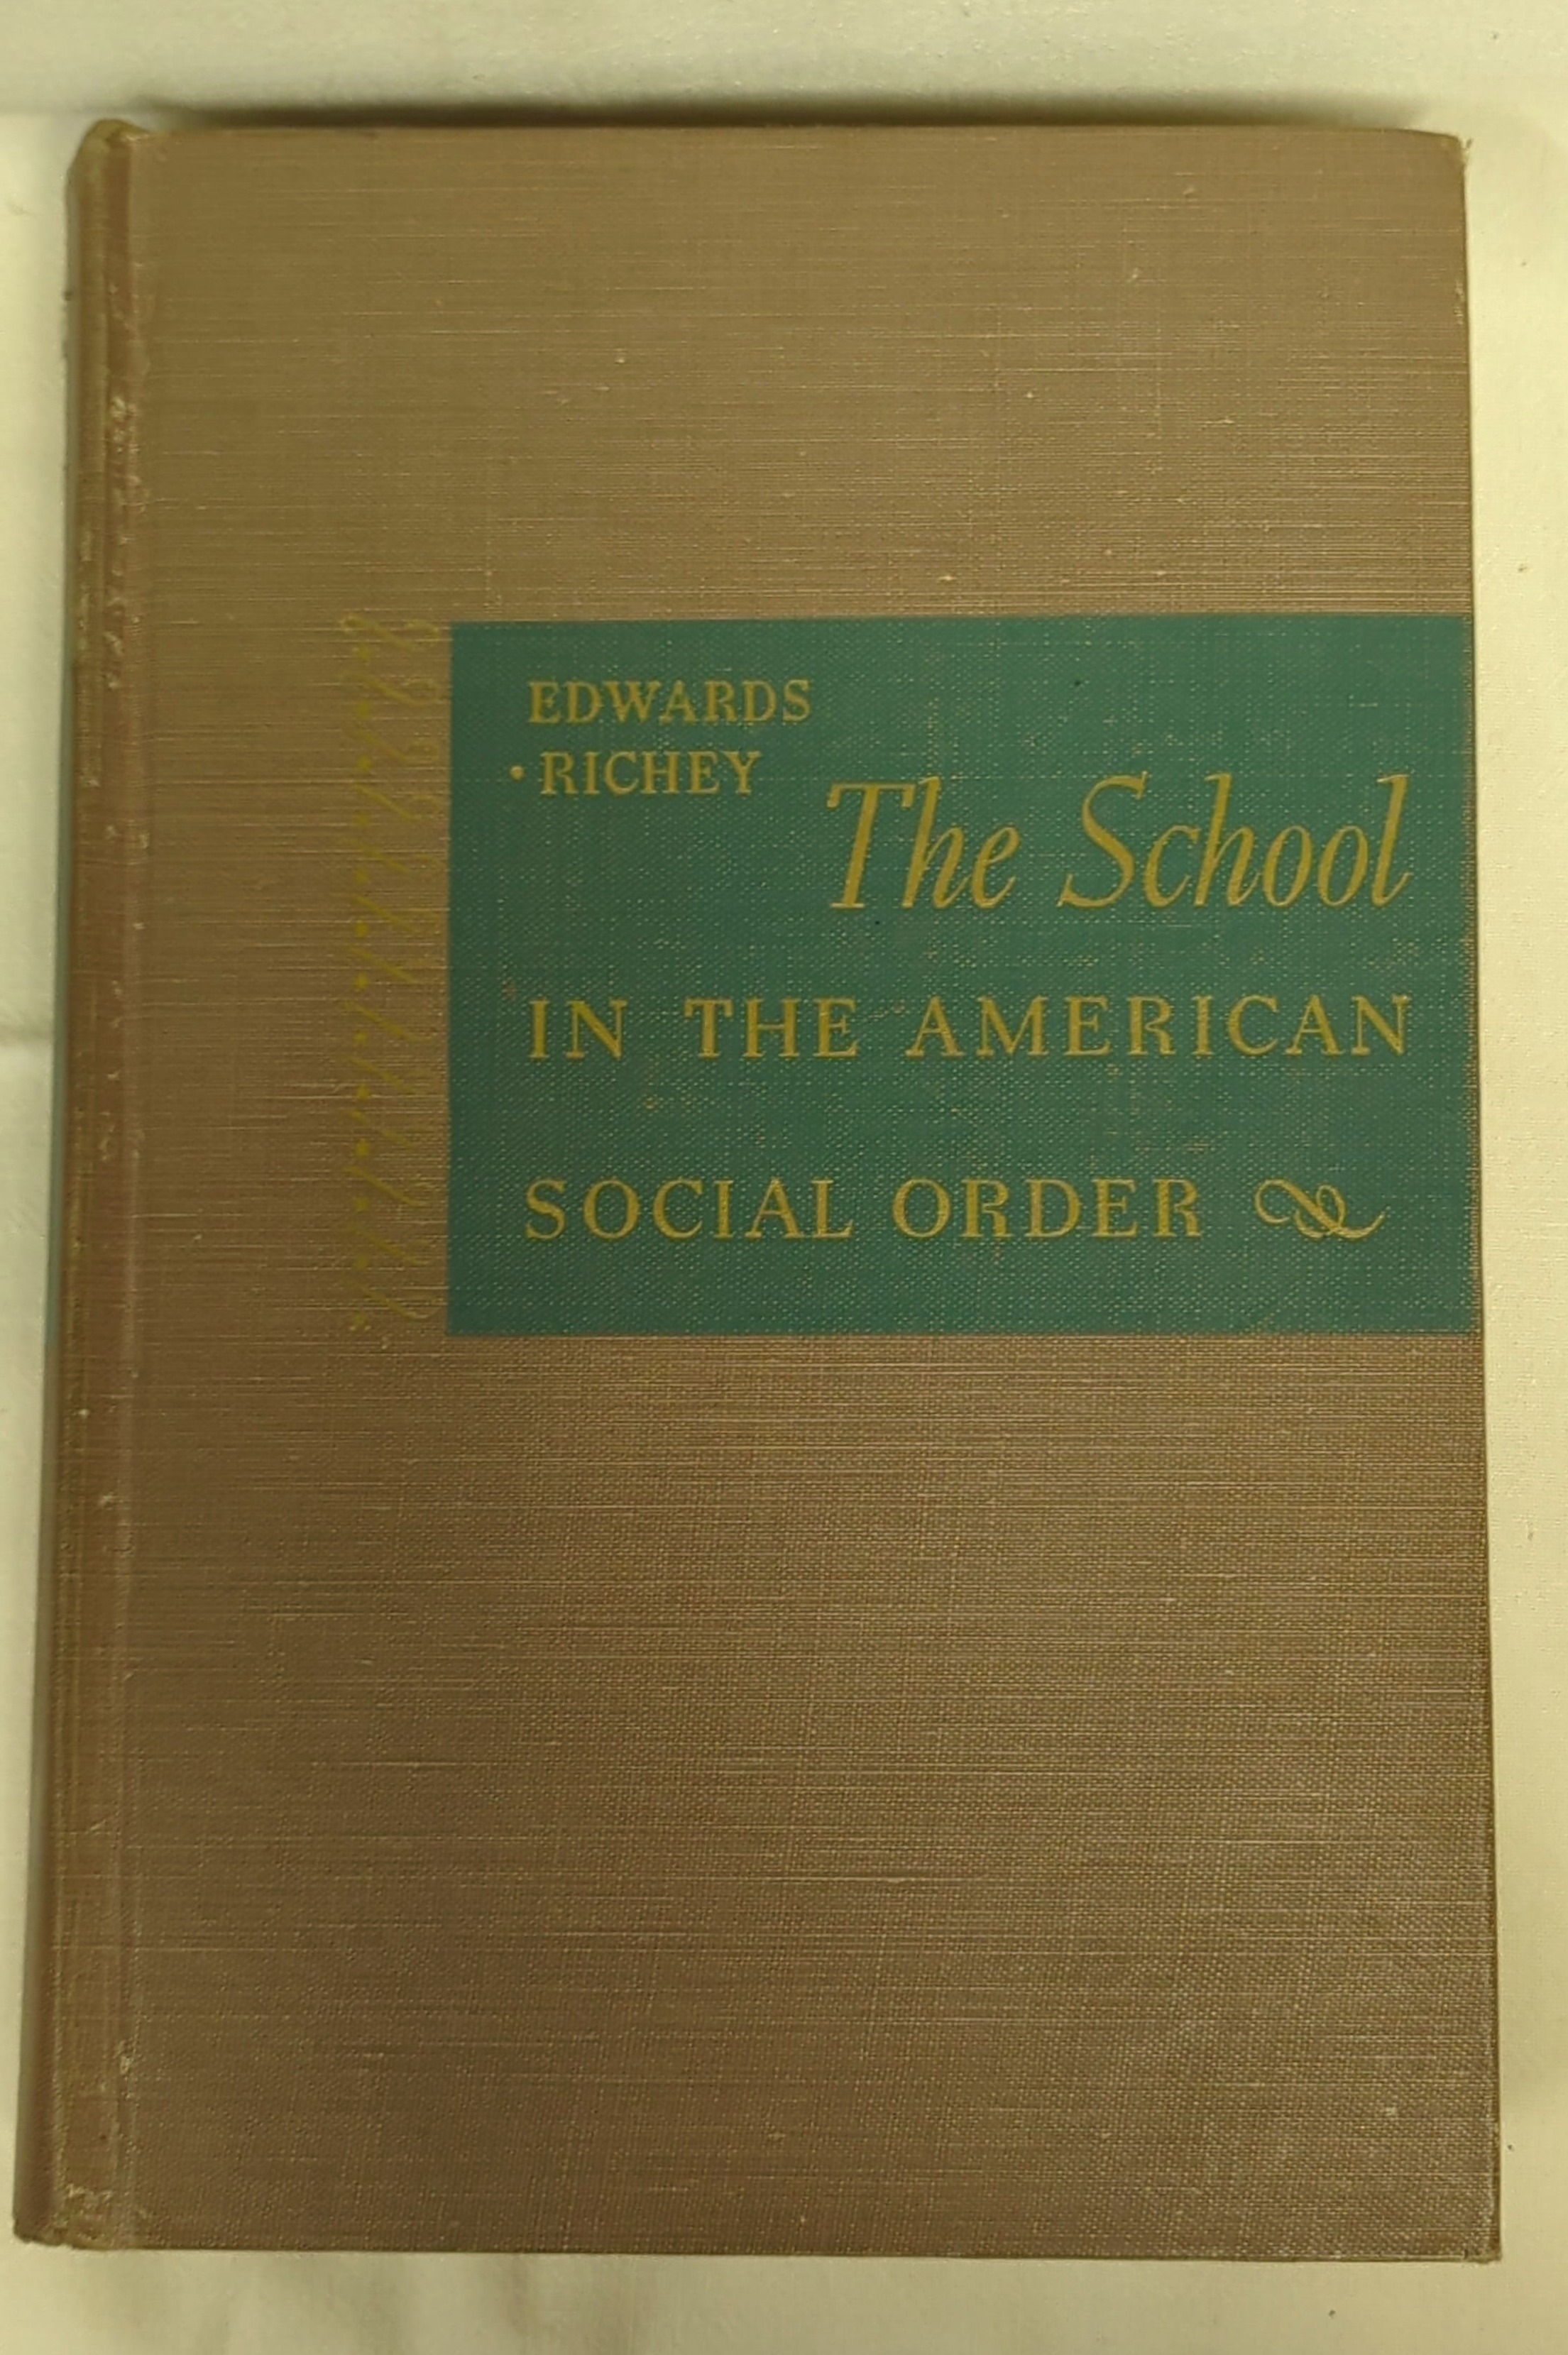 EDWARDS
• RICHEY
The School
IN THE AMERICAN
SOCIAL ORDER